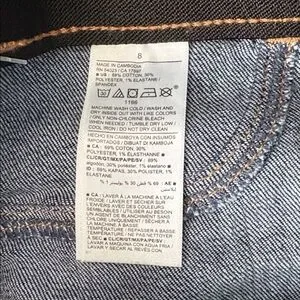 8
MADE IN CAMBODIA
RN 54023 / CA 17897
■ US : 69% COTTON, 30%
POLYESTER, 1% ELASTANE /
SPANDEX
1166
MACHINE WASH COLD / WASH AND
DRY INSIDE OUT WITH LIKE COLORS
/ ONLY NON-CHLORINE BLEACH
WHEN NEEDED / TUMBLE DRY LOW /
COOL IRON / DO NOT DRY CLEAN
HECHO EN CAMBOYA CON INSUMOS
IMPORTADOS / DIBUAT DI KAMBOJA
■ CA : 69% COTON, 30%
POLYESTER, 1% ÉLASTHANNE
■ CL/CR/GT/MX/PA/PE/SV : 69%
algodón, 30% poliéster, 1% elastano ■
ID : 69% KAPAS, 30% POLIESTER, 1%
ELASTANE
■ CA : LAVER À LA MACHINE À L'EAU
FROIDE / LAVER ET SÉCHER SUR
L'ENVERS AVEC DES COULEURS
SEMBLABLES / UTILISER AU BESOIN
UN AGENT DE BLANCHIMENT SANS
CHLORE / SÉCHER PAR CULBUTAGE À
BASSE TEMPÉRATURE / REPASSER À BASSE
TEMPÉRATURE / NE PAS NETTOYER
À SEC ■ CL/CR/GT/MX/PA/PE/SV :
LAVAR A MAQUINA CON AGUA FRIA /
LAVAR Y SECAR AL REVES CON